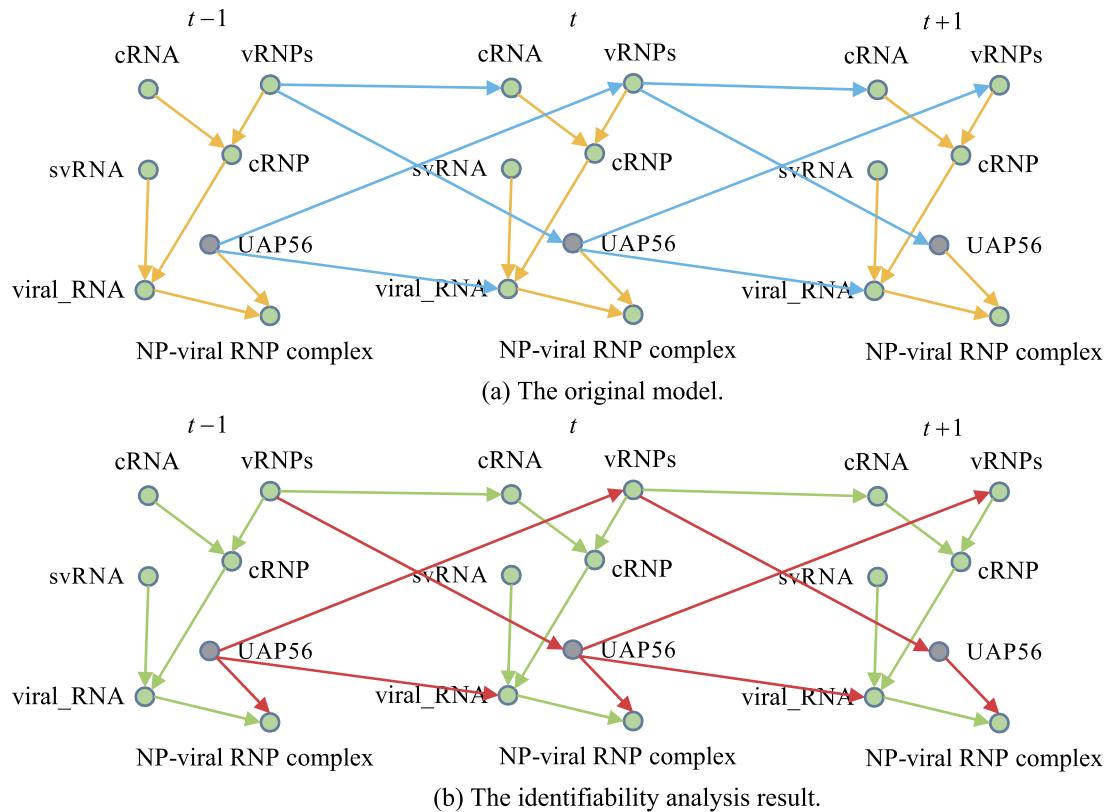 t−1 t t+1
cRNA vRNPs cRNA vRNPs cRNA vRNPs
svRNA cRNP svRNA cRNP svRNA cRNP
UAP56 UAP56 UAP56
viral_RNA viral_RNA viral_RNA
NP-viral RNP complex NP-viral RNP complex NP-viral RNP complex
(a) The original model.
t−1 t t+1
cRNA vRNPs cRNA vRNPs cRNA vRNPs
svRNA cRNP svRNA cRNP svRNA cRNP
UAP56 UAP56 UAP56
viral_RNA viral_RNA viral_RNA
NP-viral RNP complex NP-viral RNP complex NP-viral RNP complex
(b) The identifiability analysis result.